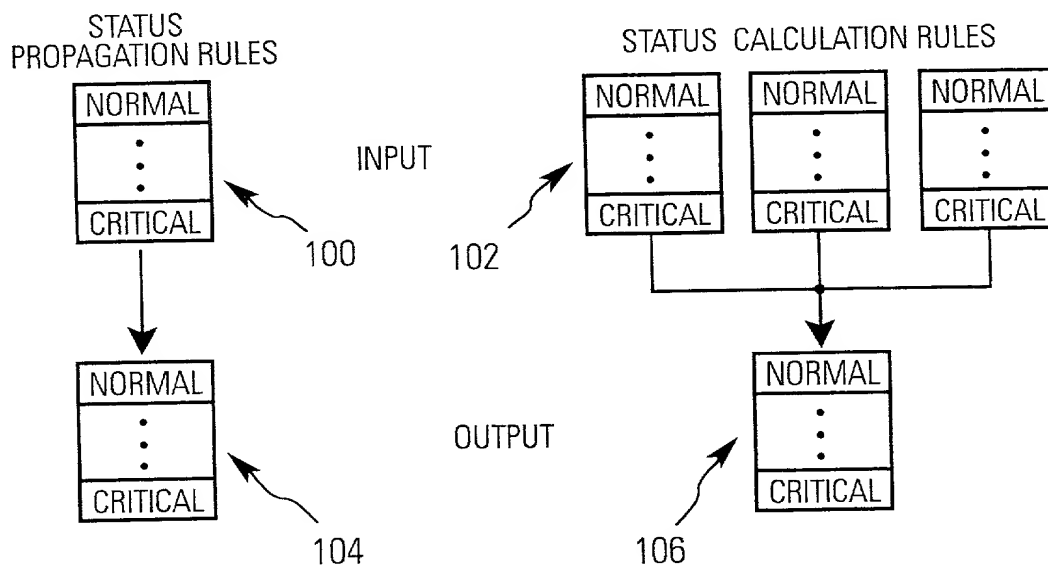 STATUS
PROPAGATION RULES
NORMAL
CRITICAL
100
NORMAL
CRITICAL
104
INPUT
OUTPUT
STATUS CALCULATION RULES
NORMAL
CRITICAL
NORMAL
CRITICAL
NORMAL
CRITICAL
102
NORMAL
CRITICAL
106